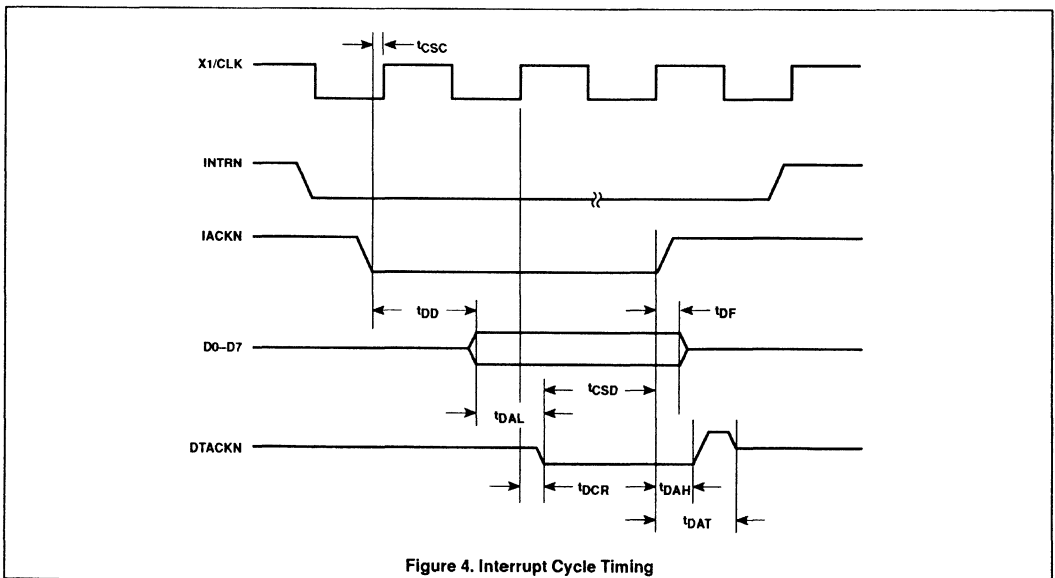 tCSC
X1/CLK
INTRN
IACKN
tDD
tDF
D0–D7
tCSD
tDAL
DTACKN
tDCR
tDAH
tDAT
Figure 4. Interrupt Cycle Timing